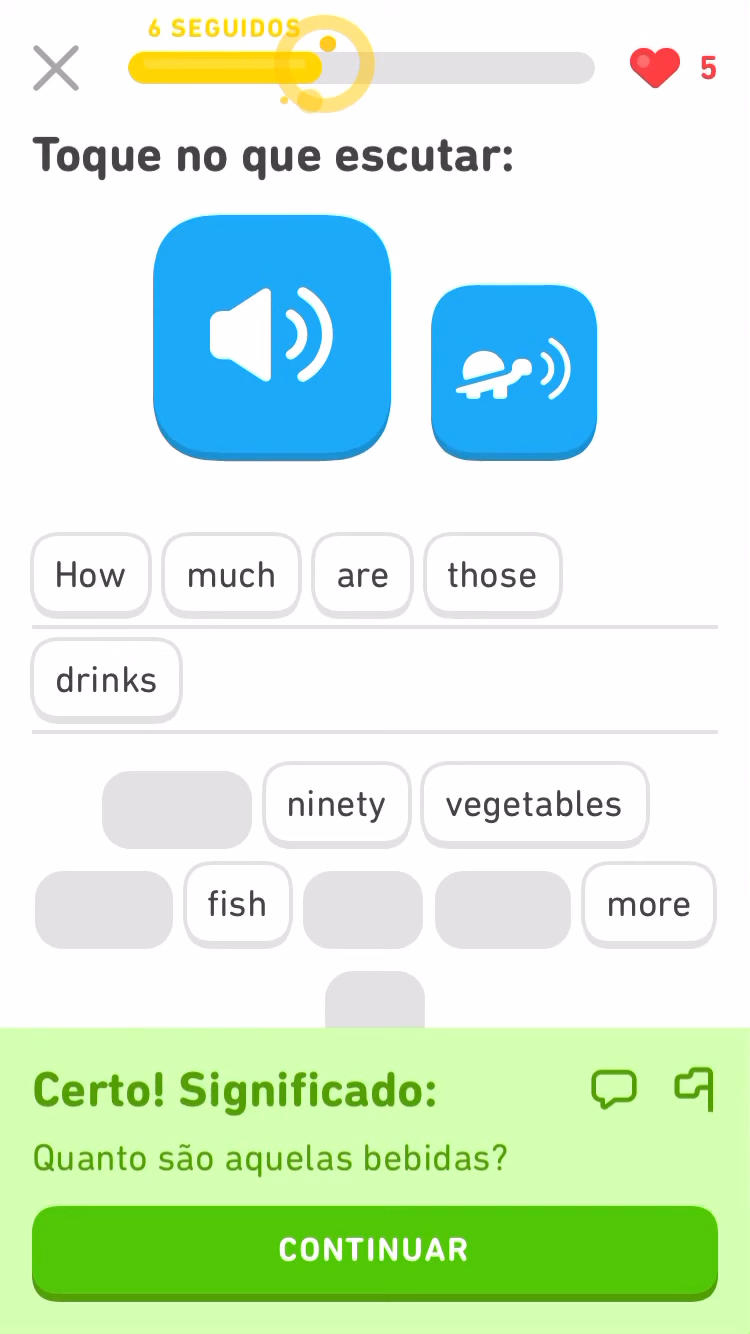 6 SEGUIDOS
5
Toque no que escutar:
How much are those
drinks
ninety vegetables
fish more
Certo! Significado:
Quanto são aquelas bebidas?
CONTINUAR